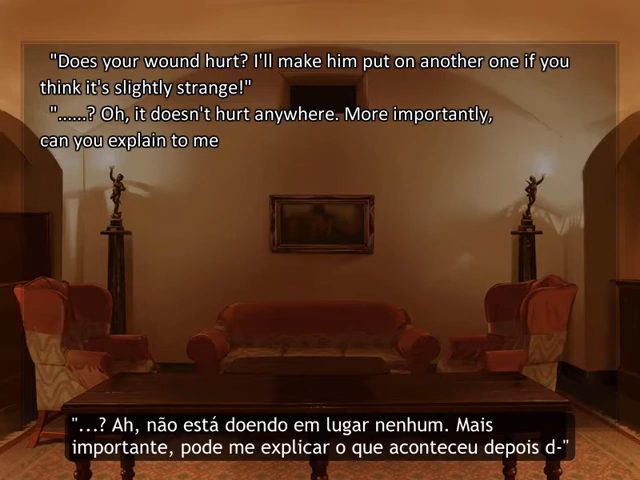 "Does your wound hurt? I'll make him put on another one if you
think it's slightly strange!"
"......? Oh, it doesn't hurt anywhere. More importantly,
can you explain to me
"...? Ah, não está doendo em lugar nenhum. Mais
importante, pode me explicar o que aconteceu depois d-"